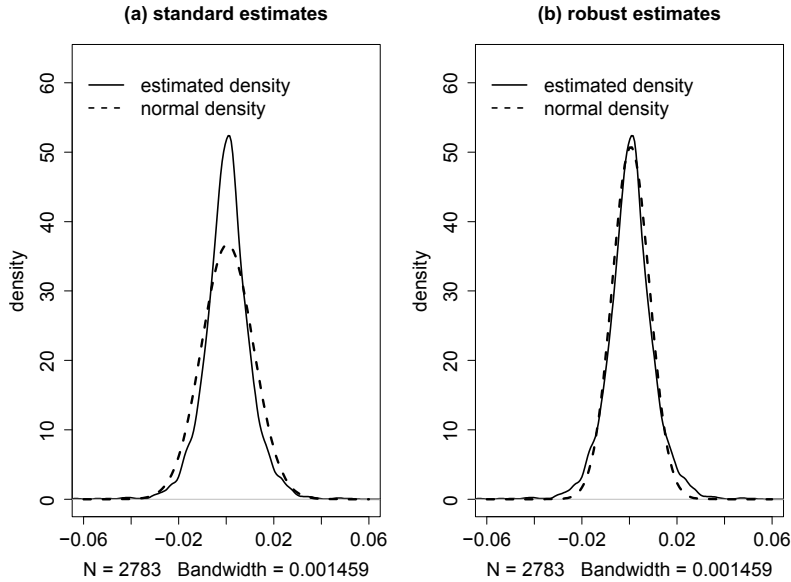 (a) standard estimates
estimated density
normal density
density
60
50
40
30
20
10
0
−0.06 −0.02 0.02 0.06
N = 2783 Bandwidth = 0.001459
(b) robust estimates
estimated density
normal density
density
60
50
40
30
20
10
0
−0.06 −0.02 0.02 0.06
N = 2783 Bandwidth = 0.001459